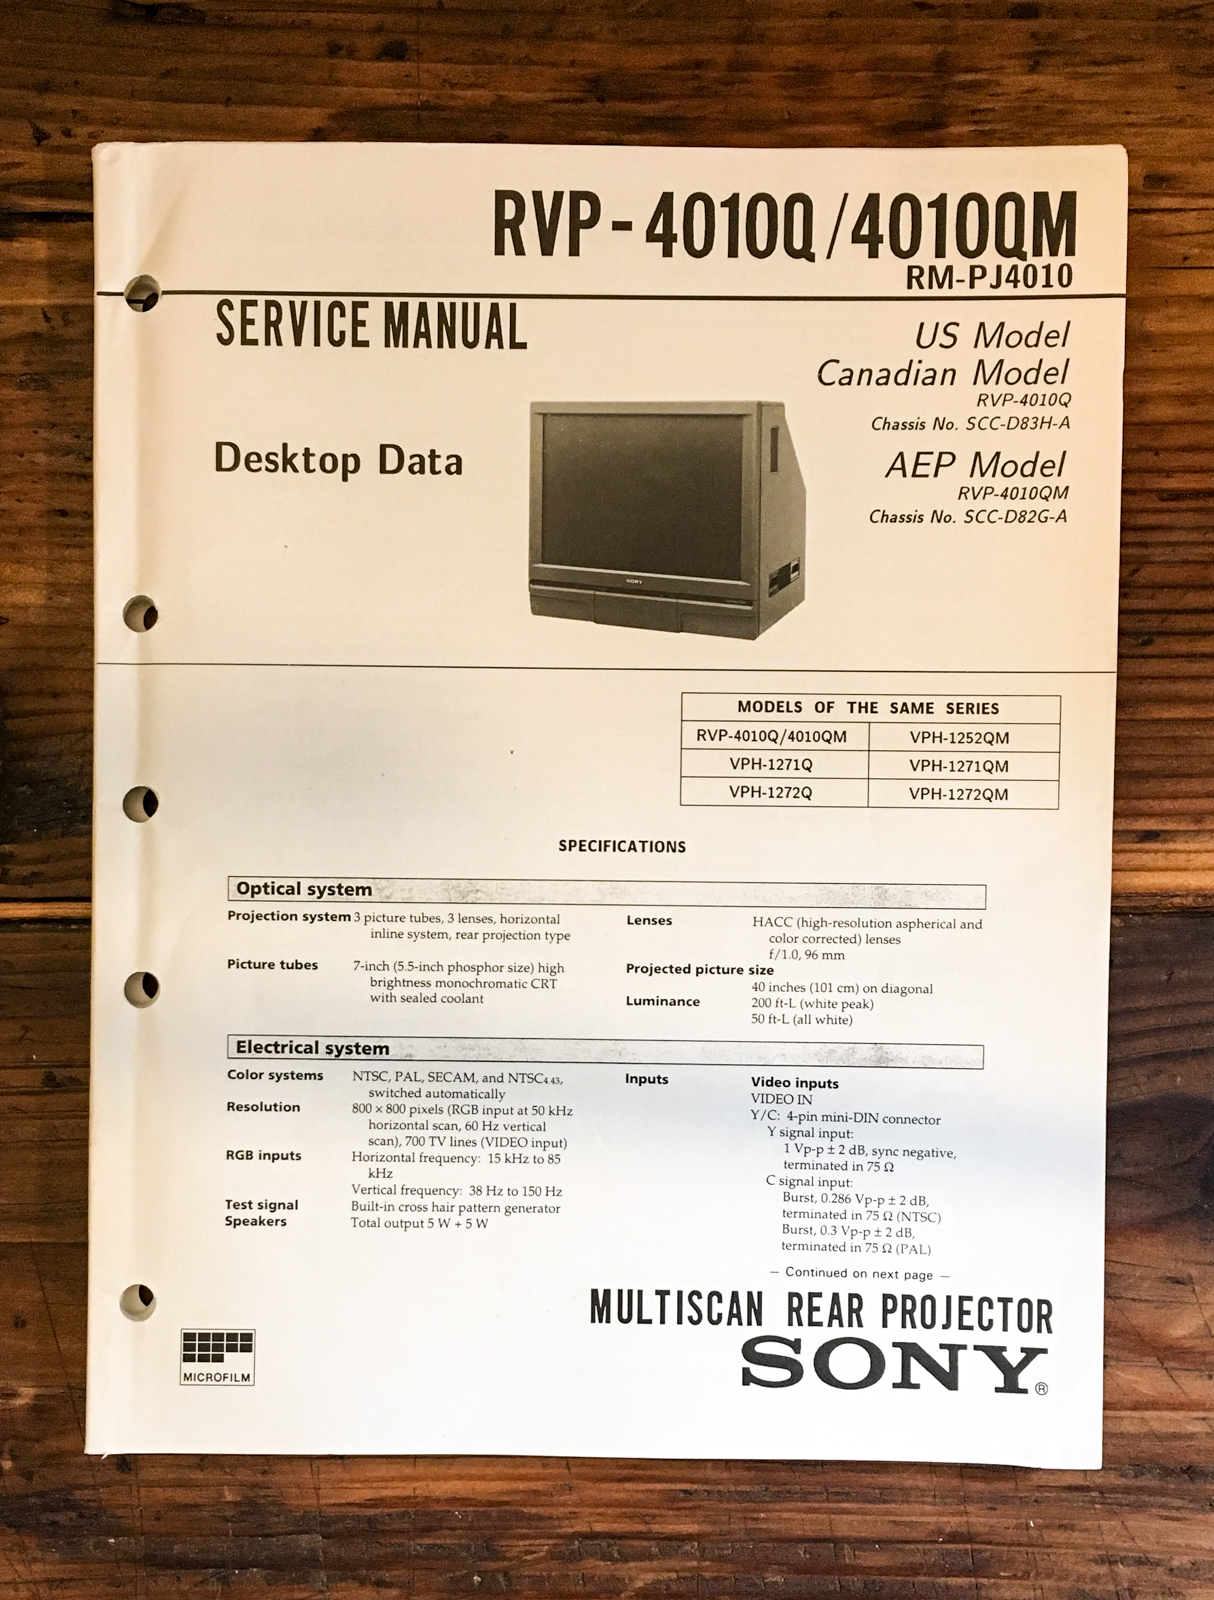 RVP-4010Q/4010QM
RM-PJ4010
SERVICE MANUAL
US Model
Canadian Model
RVP-4010Q
Chassis No. SCC-D83H-A
Desktop Data
AEP Model
RVP-4010QM
Chassis No. SCC-D82G-A
SONY
MODELS OF THE SAME SERIES
RVP-4010Q/4010QM VPH-1252QM
VPH-1271Q VPH-1271QM
VPH-1272Q VPH-1272QM
SPECIFICATIONS
Optical system
Projection system 3 picture tubes, 3 lenses, horizontal
inline system, rear projection type
Picture tubes 7-inch (5.5-inch phosphor size) high
brightness monochromatic CRT
with sealed coolant
Lenses HACC (high-resolution aspherical and
color corrected) lenses
f/1.0, 96 mm
Projected picture size
40 inches (101 cm) on diagonal
Luminance 200 ft-L (white peak)
50 ft-L (all white)
Electrical system
Color systems NTSC, PAL, SECAM, and NTSC4.43,
switched automatically
Resolution 800 × 800 pixels (RGB input at 50 kHz
horizontal scan, 60 Hz vertical
scan), 700 TV lines (VIDEO input)
RGB inputs Horizontal frequency: 15 kHz to 85
kHz
Vertical frequency: 38 Hz to 150 Hz
Test signal Built-in cross hair pattern generator
Speakers Total output 5 W + 5 W
Inputs Video inputs
VIDEO IN
Y/C: 4-pin mini-DIN connector
Y signal input:
1 Vp-p ± 2 dB, sync negative,
terminated in 75 Ω
C signal input:
Burst, 0.286 Vp-p ± 2 dB,
terminated in 75 Ω (NTSC)
Burst, 0.3 Vp-p ± 2 dB,
terminated in 75 Ω (PAL)
— Continued on next page —
MULTISCAN REAR PROJECTOR
SONY®
MICROFILM